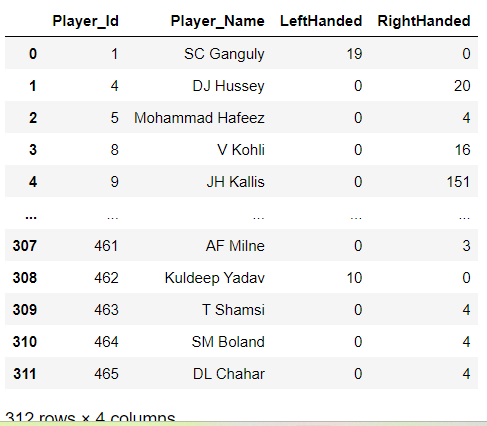 Player_Id Player_Name LeftHanded RightHanded
0 1 SC Ganguly 19 0
1 4 DJ Hussey 0 20
2 5 Mohammad Hafeez 0 4
3 8 V Kohli 0 16
4 9 JH Kallis 0 151
... ... ... ... ...
307 461 AF Milne 0 3
308 462 Kuldeep Yadav 10 0
309 463 T Shamsi 0 4
310 464 SM Boland 0 4
311 465 DL Chahar 0 4
312 rows × 4 columns